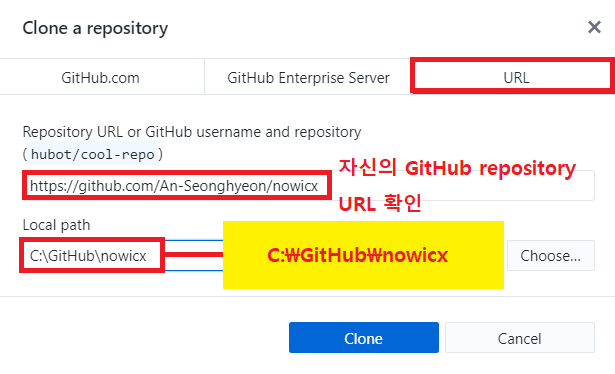 Clone a repository
GitHub.com
GitHub Enterprise Server
URL
Repository URL or GitHub username and repository
( hubot/cool-repo )
https://github.com/An-Seonghyeon/nowicx
자신의 GitHub repository
URL 확인
Local path
C:\GitHub\nowicx
C:₩GitHub₩nowicx
Choose...
Clone
Cancel